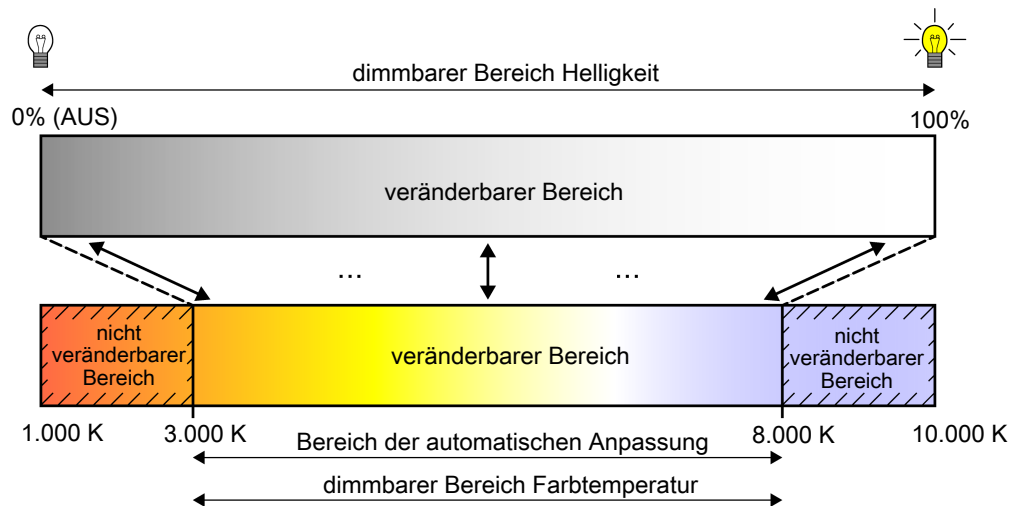 dimmbarer Bereich Helligkeit
0% (AUS)
100%
veränderbarer Bereich
...
...
nicht
veränderbarer
Bereich
veränderbarer Bereich
nicht
veränderbarer
Bereich
1.000 K
3.000 K
8.000 K
10.000 K
Bereich der automatischen Anpassung
dimmbarer Bereich Farbtemperatur